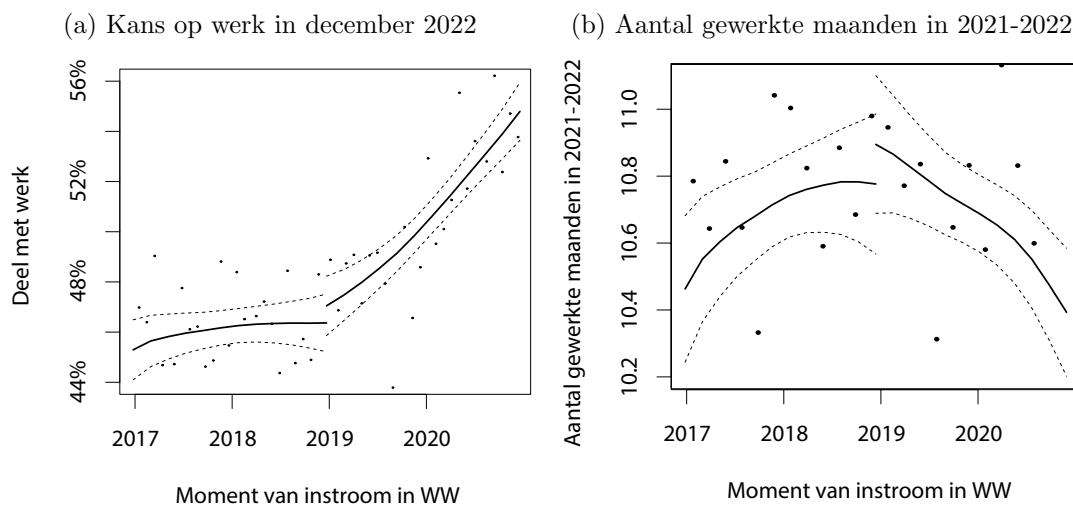 (a) Kans op werk in december 2022
(b) Aantal gewerkte maanden in 2021-2022
Deel met werk
56%
52%
48%
44%
2017 2018 2019 2020
Moment van instroom in WW
Aantal gewerkte maanden in 2021-2022
11.0
10.8
10.6
10.4
10.2
2017 2018 2019 2020
Moment van instroom in WW